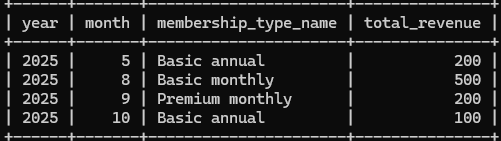 | year | month | membership_type_name | total_revenue |
| 2025 | 5 | Basic annual | 200 |
| 2025 | 8 | Basic monthly | 500 |
| 2025 | 9 | Premium monthly | 200 |
| 2025 | 10 | Basic annual | 100 |